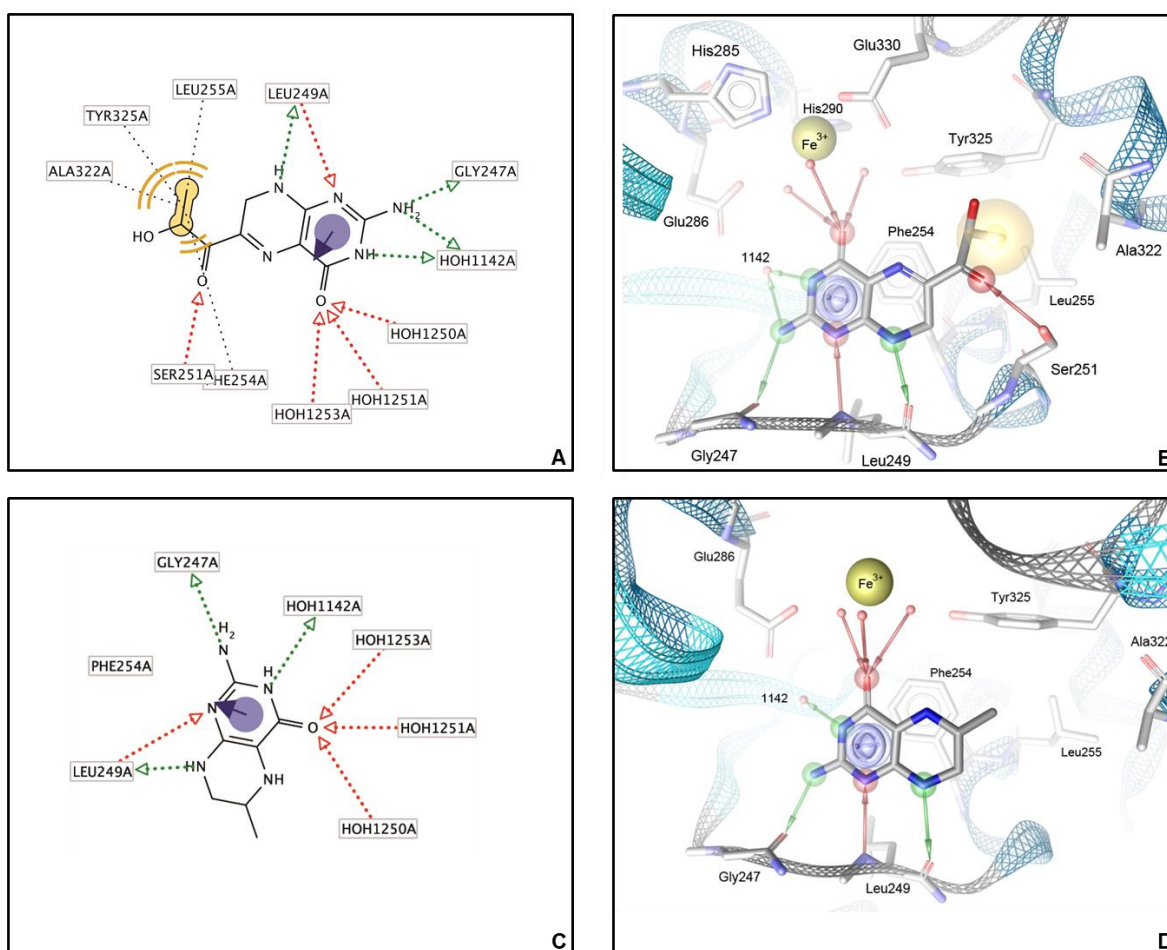 LEU255A
TYR325A
ALA322A
LEU249A
GLY247A
H
N
N
NH2
HO
N
NH
HOH1142A
O
O
HOH1250A
SER251A
PHE254A
HOH1251A
HOH1253A
A
His285
Glu330
His290
Fe3+
Tyr325
Glu286
Phe254
Ala322
1142
Leu255
Ser251
Gly247
Leu249
B
GLY247A
HOH1142A
H2
N
H
N
HOH1253A
PHE254A
N
O
HOH1251A
LEU249A
NH
NH
HOH1250A
C
Glu286
Fe3+
Tyr325
Ala322
Phe254
1142
Leu255
Gly247
Leu249
D